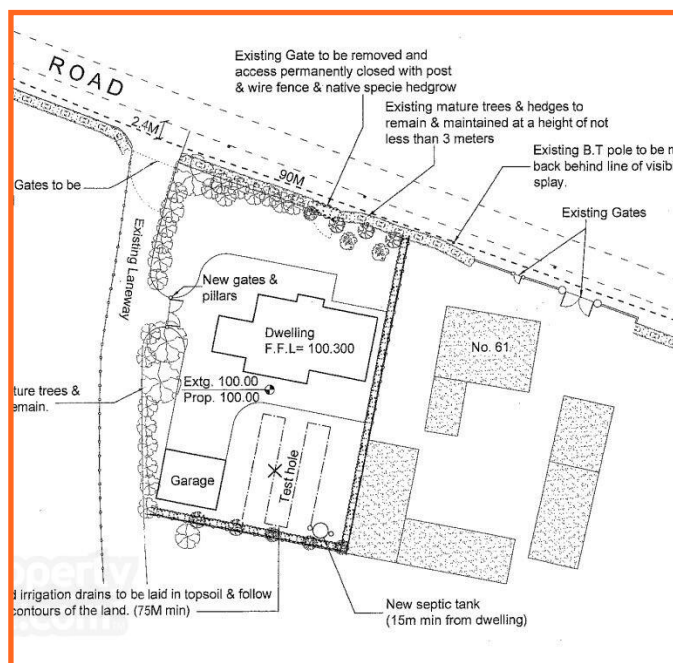 Existing Gate to be removed and
access permanently closed with post
& wire fence & native specie hedgrow
ROAD
Existing mature trees & hedges to
remain & maintained at a height of not
less than 3 meters
2.4M
Existing B.T pole to be
back behind line of
splay.
90M
Gates to be
Existing Gates
Existing Laneway
New gates &
pillars
Dwelling
F.F.L= 100.300
No. 61
trees &
Extg. 100.00
Prop. 100.00
Test hole
Garage
irrigation drains to be laid in topsoil & follow
contours of the land. (75M min)
New septic tank
(15m min from dwelling)